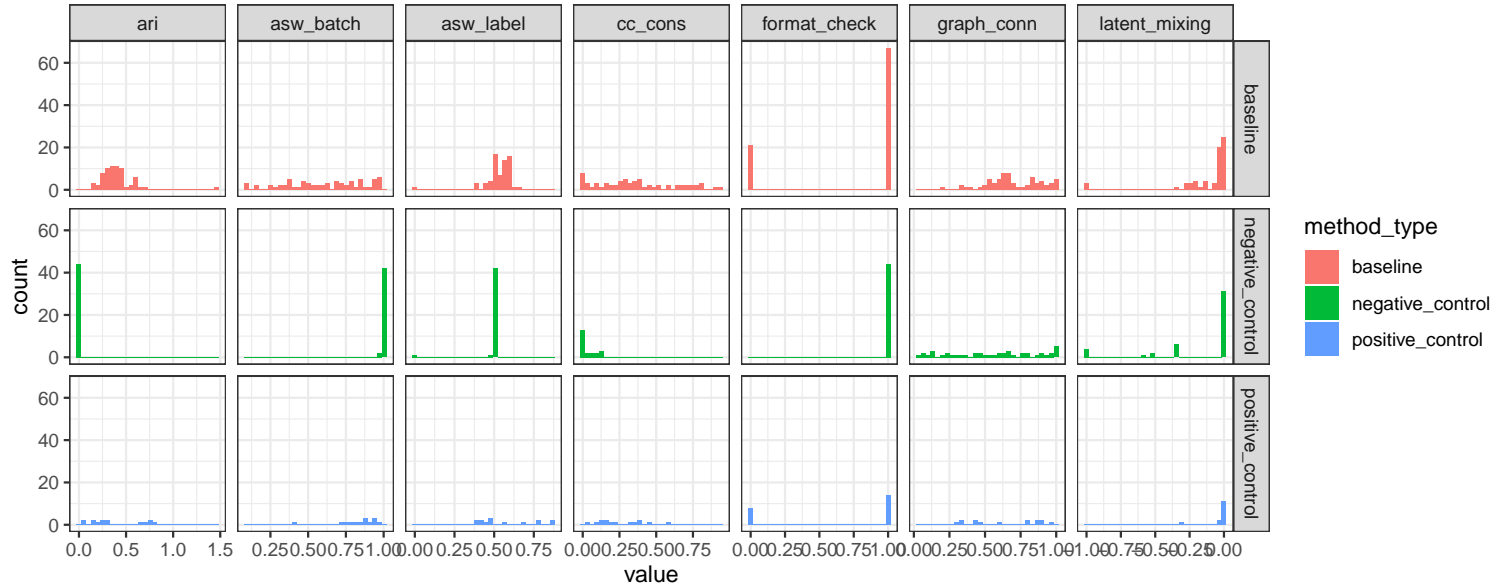 ari asw_batch asw_label cc_cons format_check graph_conn latent_mixing
60
40
20
0
baseline
60
40
20
0
negative_control
60
40
20
0
positive_control
count
0.0 0.5 1.0 1.5
0.25 0.50 0.75 1.00
0.00 0.25 0.50 0.75
0.00 0.25 0.50 0.75
0.00 0.25 0.50 0.75 1.00
0.00 0.25 0.50 0.75 1.00
−1.00 −0.75 −0.50 −0.25 0.00
value
method_type
baseline
negative_control
positive_control